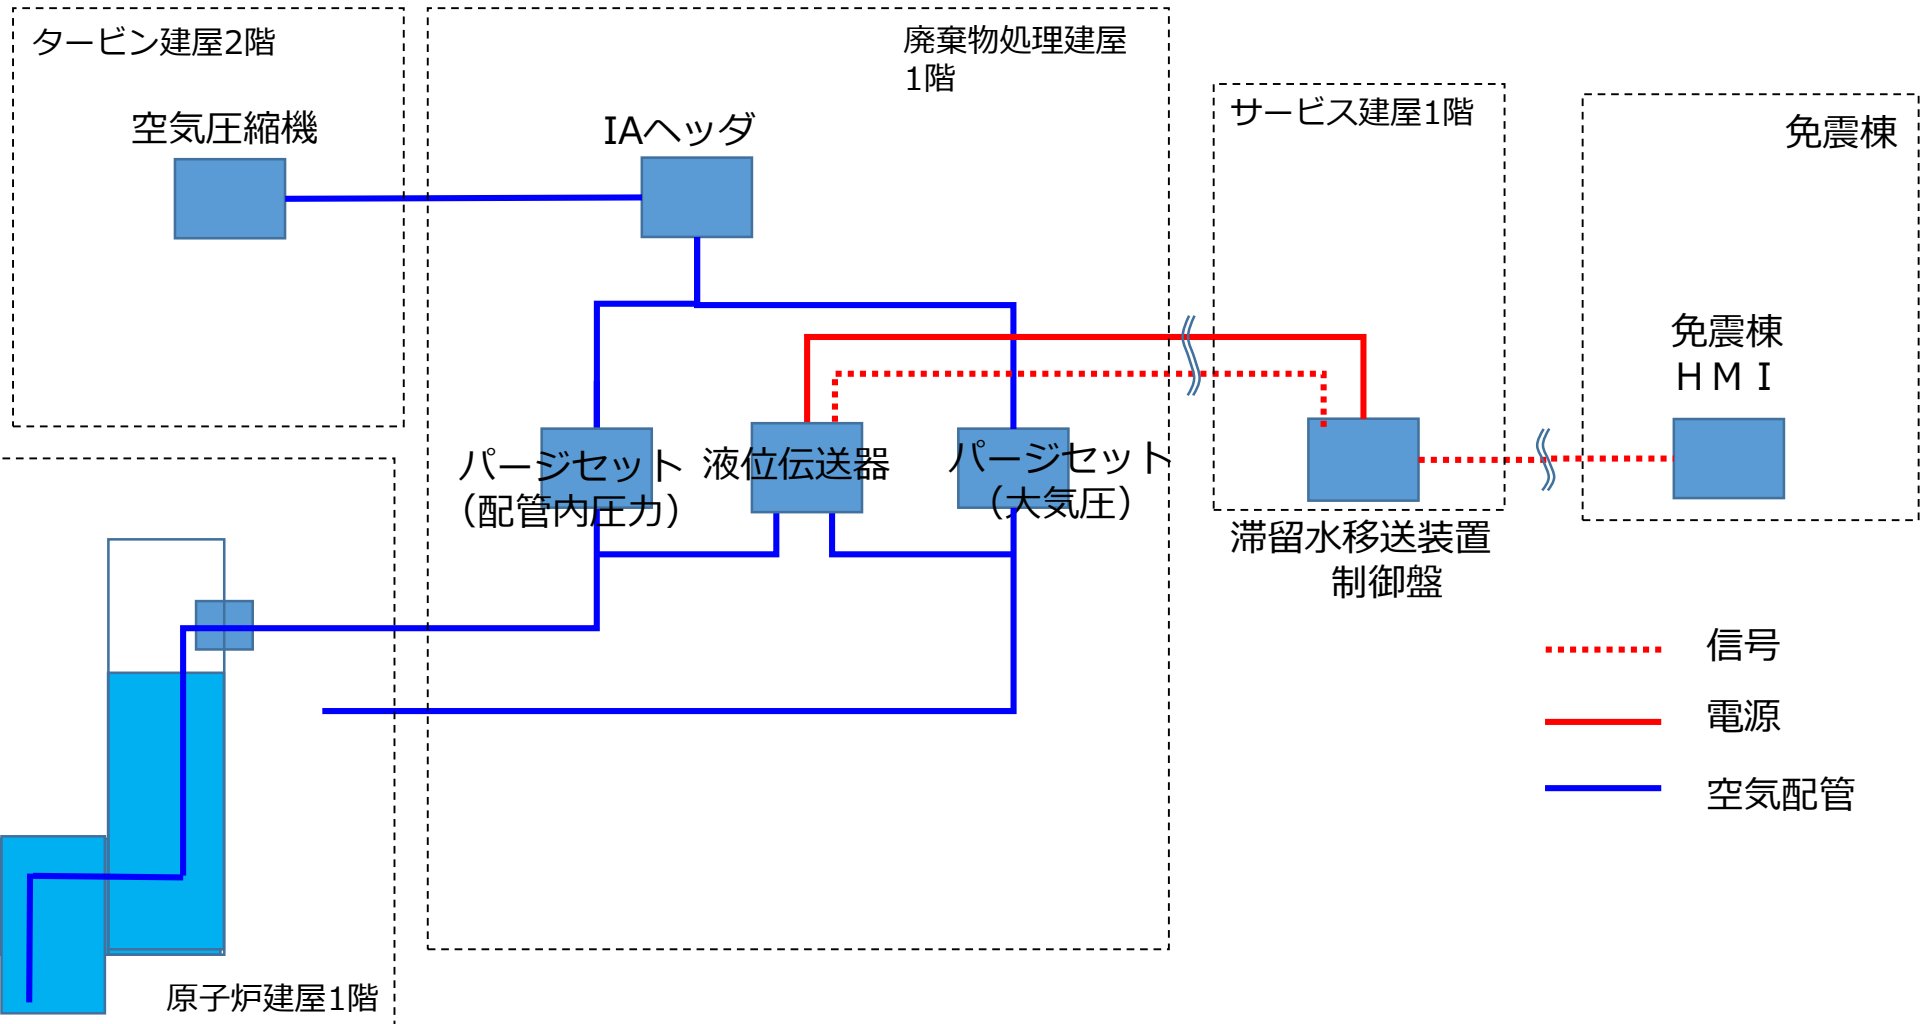 タービン建屋2階
廃棄物処理建屋
1階
空気圧縮機
IAヘッダ
サービス建屋1階
免震棟
免震棟
ＨＭＩ
パージセット
（配管内圧力）
液位伝送器
パージセット
（大気圧）
滞留水移送装置
制御盤
信号
電源
空気配管
原子炉建屋1階